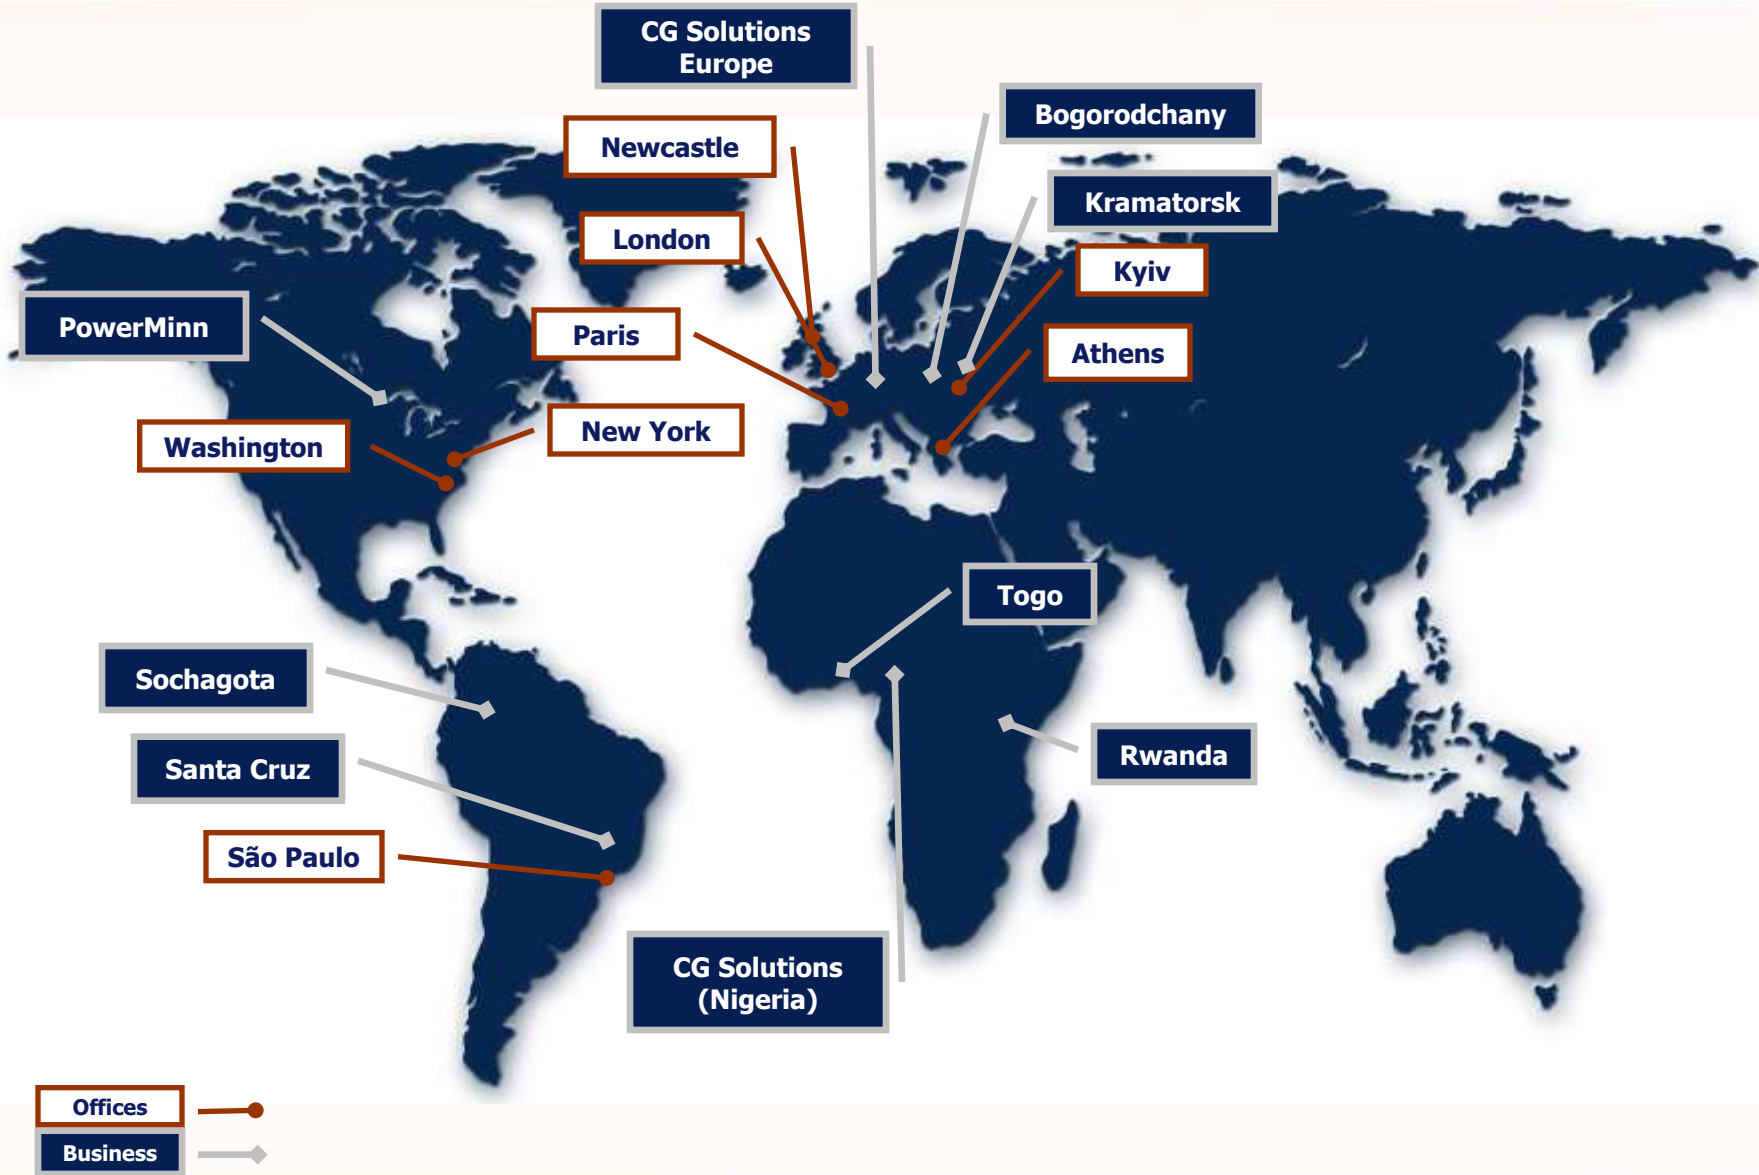 CG Solutions
Europe
Bogorodchany
Newcastle
Kramatorsk
London
Kyiv
PowerMinn
Paris
Athens
Washington
New York
Togo
Sochagota
Rwanda
Santa Cruz
São Paulo
CG Solutions
(Nigeria)
Offices
Business